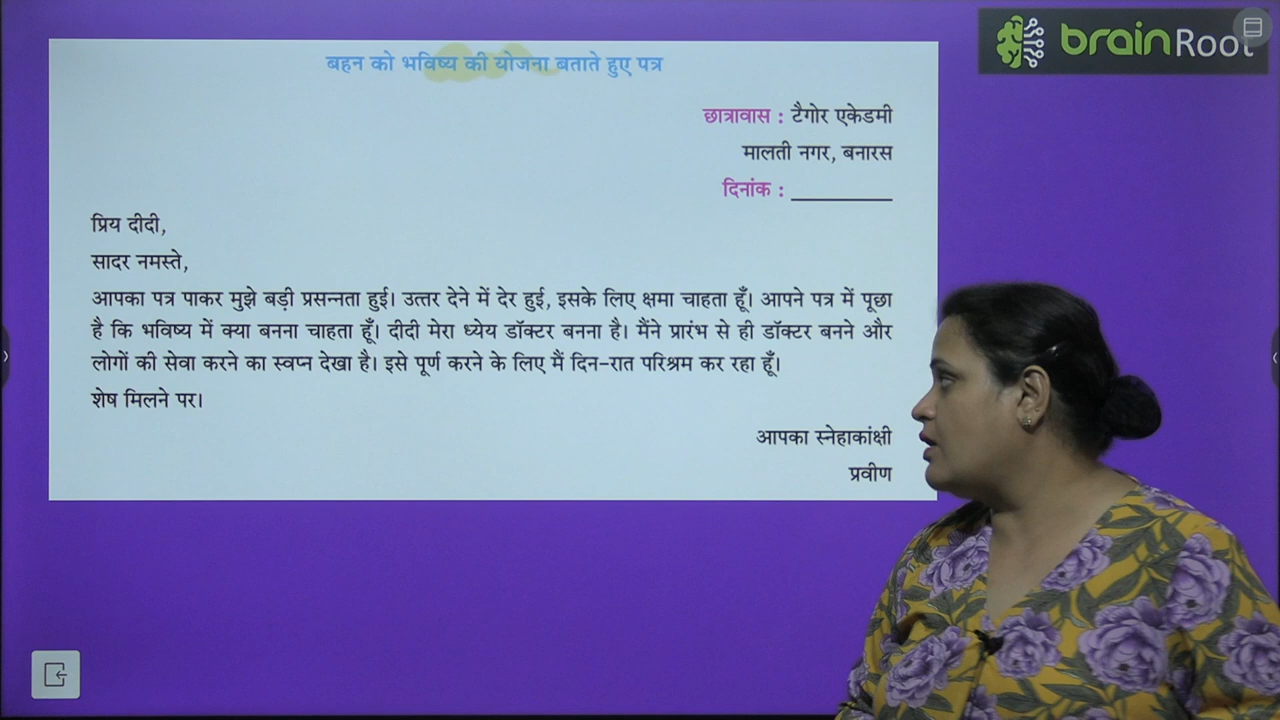 brainRoot
बहन को भविष्य की योजना बताते हुए पत्र
छात्रावास : टैगोर एकेडमी
मालती नगर, बनारस
दिनांक : __________
प्रिय दीदी,
सादर नमस्ते,
आपका पत्र पाकर मुझे बड़ी प्रसन्नता हुई। उत्तर देने में देर हुई, इसके लिए क्षमा चाहता हूँ। आपने पत्र में पूछा
है कि भविष्य में क्या बनना चाहता हूँ। दीदी मेरा ध्येय डॉक्टर बनना है। मैंने प्रारंभ से ही डॉक्टर बनने और
लोगों की सेवा करने का स्वप्न देखा है। इसे पूर्ण करने के लिए मैं दिन-रात परिश्रम कर रहा हूँ।
शेष मिलने पर।
आपका स्नेहाकांक्षी
प्रवीण